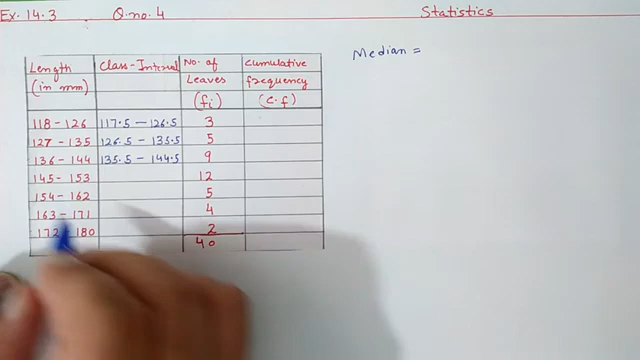 Ex. 14.3 Q.no. 4 Statistics
Median =
Length (in mm) Class-Interval No. of Leaves (fi) Cumulative frequency (c.f)
118 - 126 117.5 - 126.5 3
127 - 135 126.5 - 135.5 5
136 - 144 135.5 - 144.5 9
145 - 153 12
154 - 162 5
163 - 171 4
172 180 2
40